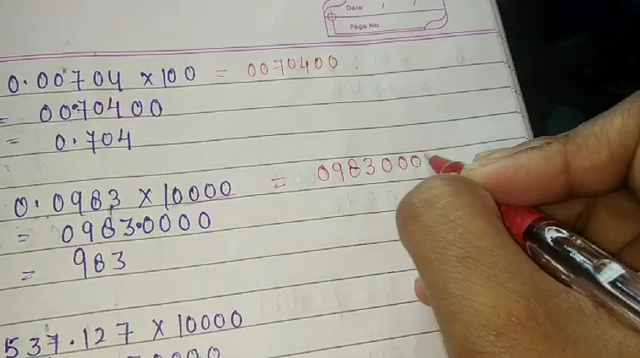 Date / /
Page No.
0.00704 × 100 = 0070400.
= 0070400
= 0.704
0.0983 × 10000 = 0983000
= 0983.0000
= 983
537.127 × 10000